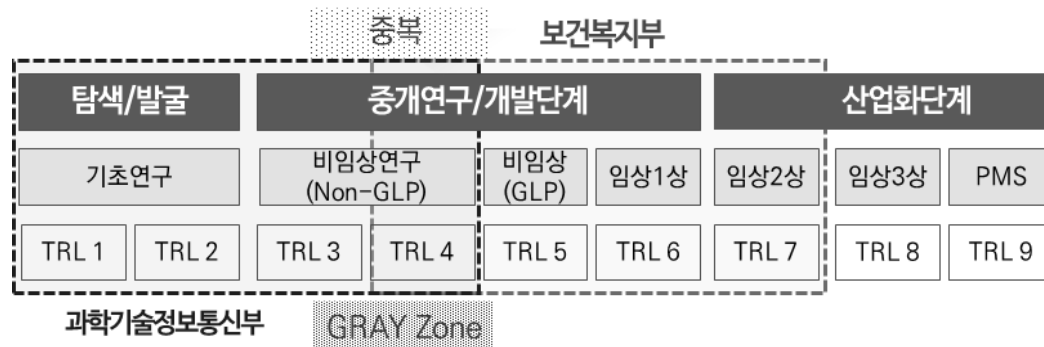 중복 보건복지부
탐색/발굴 중개연구/개발단계 산업화단계
기초연구 비임상연구 (Non-GLP) 비임상 (GLP) 임상1상 임상2상 임상3상 PMS
TRL 1 TRL 2 TRL 3 TRL 4 TRL 5 TRL 6 TRL 7 TRL 8 TRL 9
과학기술정보통신부 GRAY Zone